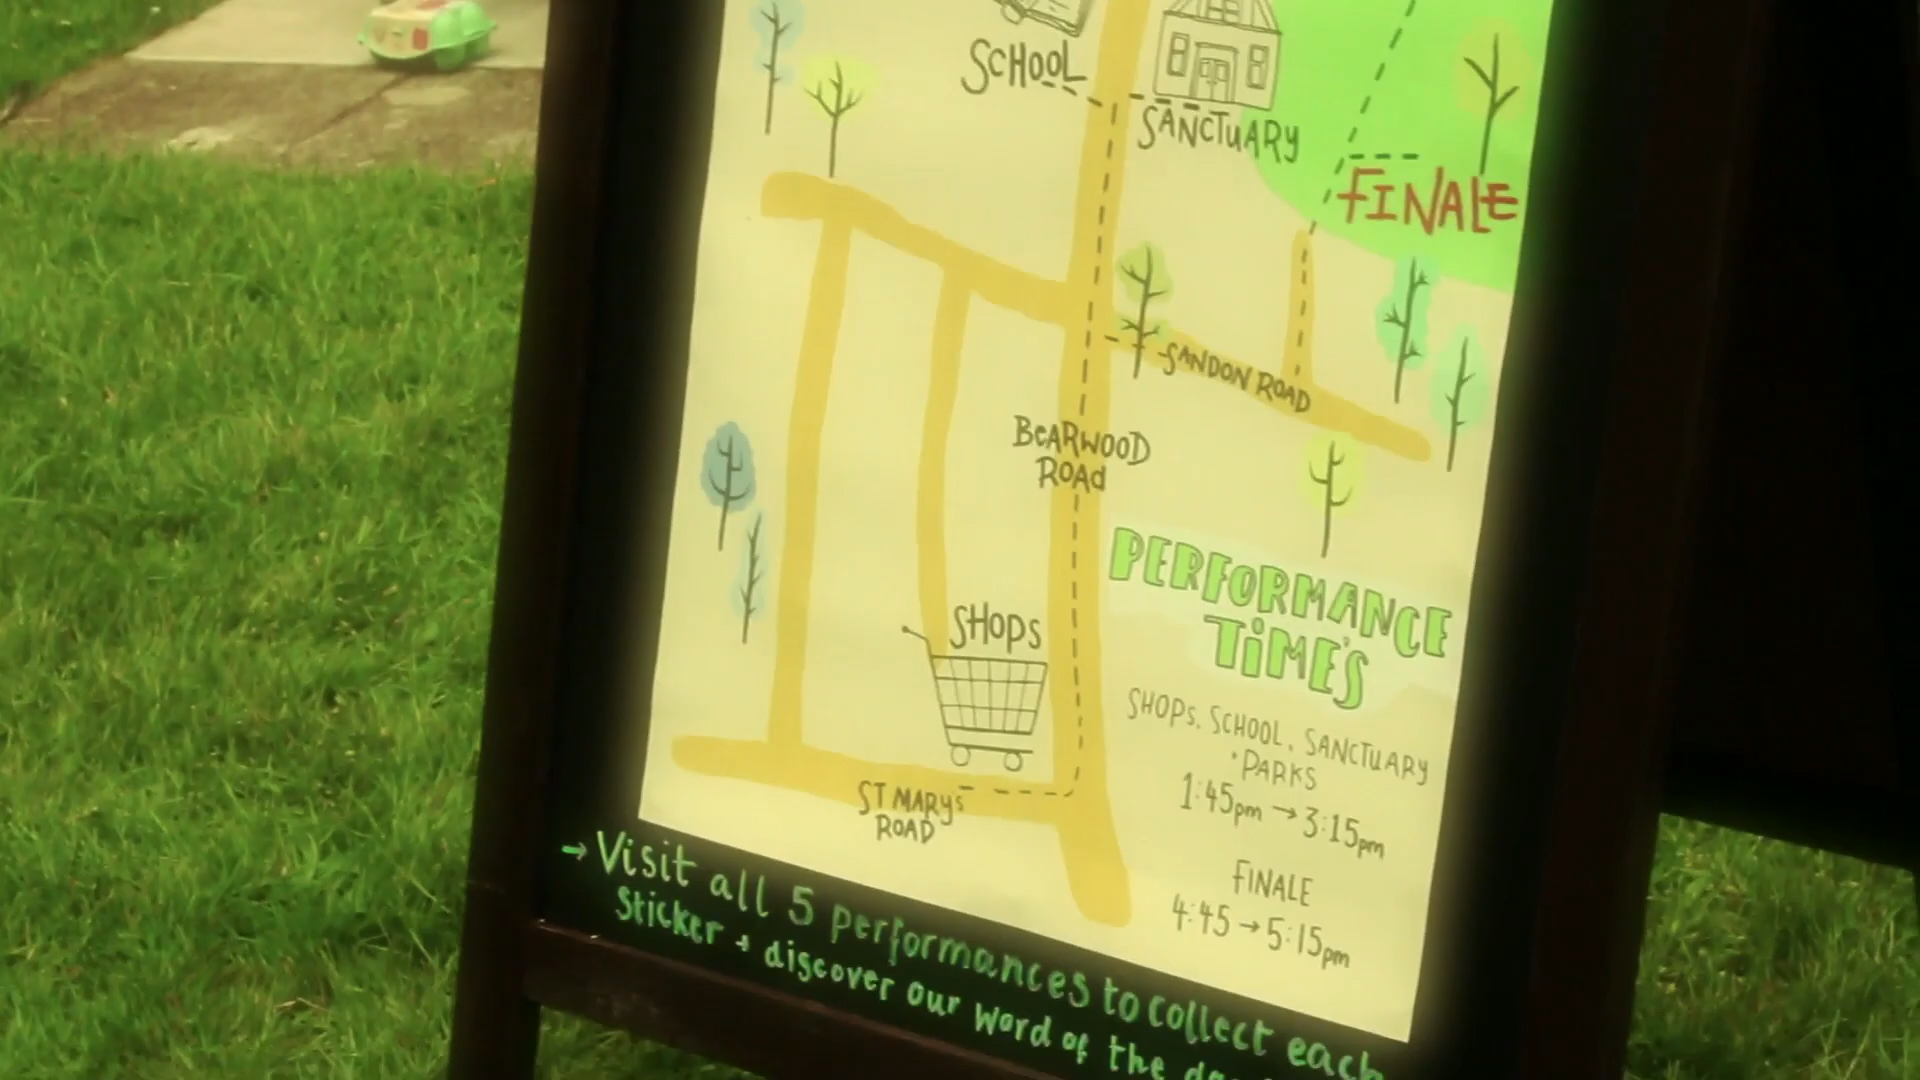 SCHOOL
SANCTUARY
FINALE
SANDON ROAD
BEARWOOD
ROAD
SHOPS
ST MARYS
ROAD
PERFORMANCE
TIME'S
SHOPS, SCHOOL, SANCTUARY
+PARKS
1:45pm → 3:15pm
FINALE
4:45 → 5:15pm
→ Visit all 5 performances to collect each
Sticker + discover our word of the